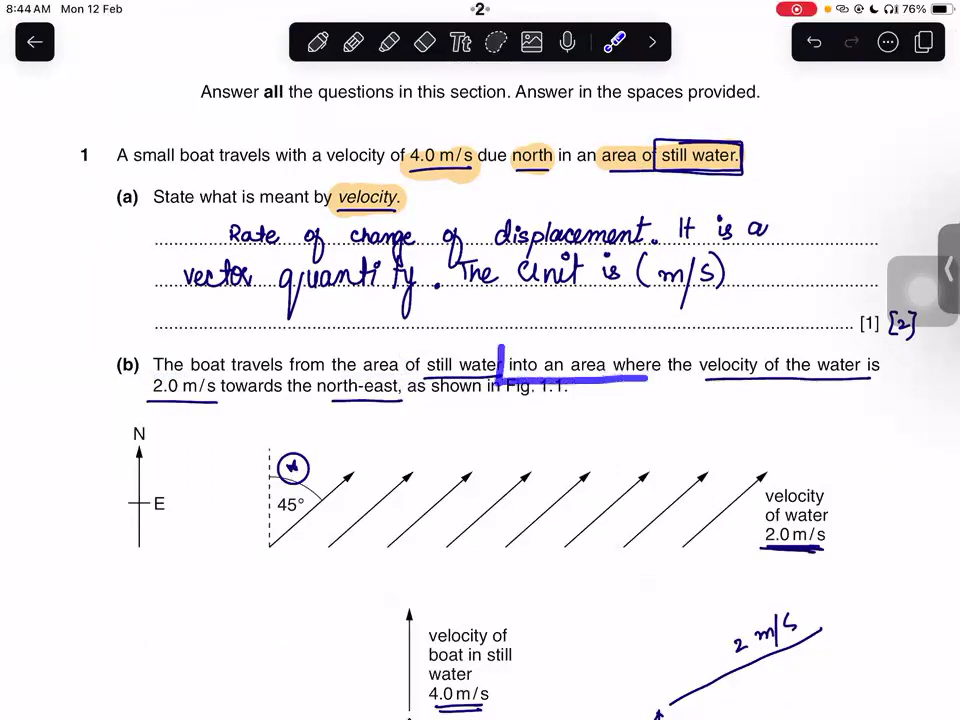 8:44 AM Mon 12 Feb
2
76%
Tt
Answer all the questions in this section. Answer in the spaces provided.
1 A small boat travels with a velocity of 4.0 m/s due north in an area of still water.
(a) State what is meant by velocity.
Rate of change of displacement. It is a
vector quantity. The Unit is (m/s)
[1] [2]
(b) The boat travels from the area of still water into an area where the velocity of the water is
2.0 m/s towards the north-east, as shown in Fig. 1.1.
N
E
45°
velocity
of water
2.0 m/s
velocity of
boat in still
water
4.0 m/s
2 m/s